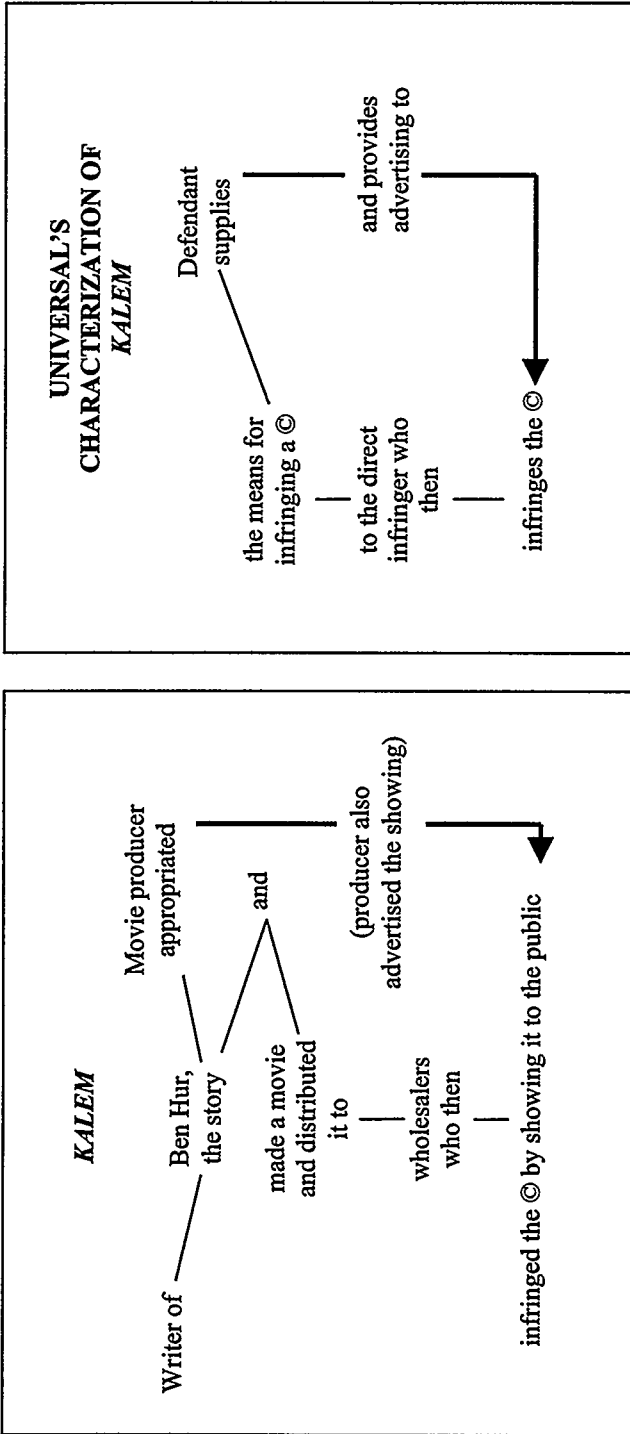 KALEM
Writer of
Ben Hur,
the story
Movie producer
appropriated
and
made a movie
and distributed
it to
wholesalers
who then
(producer also
advertised the showing)
infringed the © by showing it to the public
UNIVERSAL'S
CHARACTERIZATION OF
KALEM
Defendant
supplies
the means for
infringing a ©
to the direct
infringer who
then
and provides
advertising to
infringes the ©